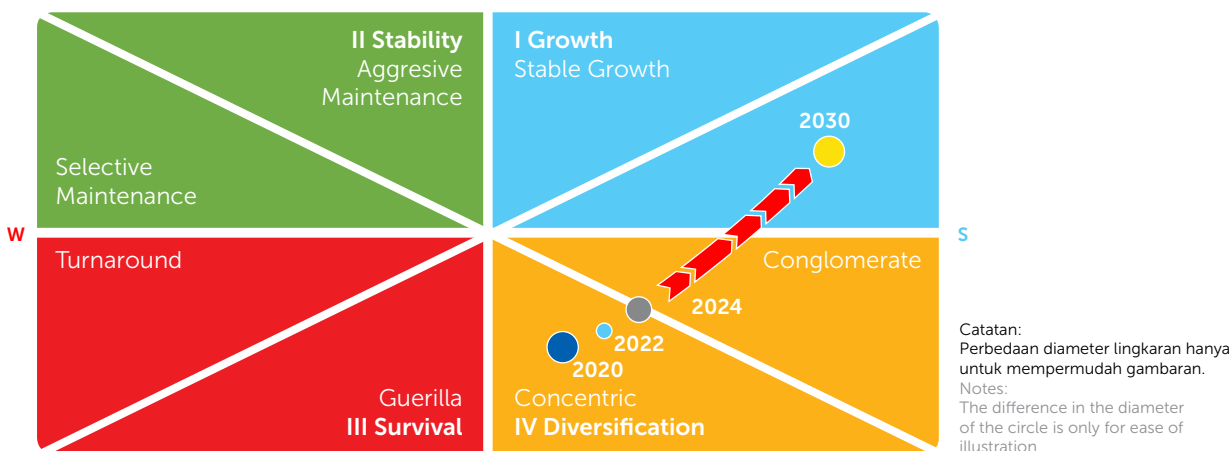 II Stability
Aggresive
Maintenance
I Growth
Stable Growth
2030
Selective
Maintenance
W
S
Turnaround
Conglomerate
2024
2022
2020
Guerilla
III Survival
Concentric
IV Diversification
Catatan:
Perbedaan diameter lingkaran hanya
untuk mempermudah gambaran.
Notes:
The difference in the diameter
of the circle is only for ease of
illustration